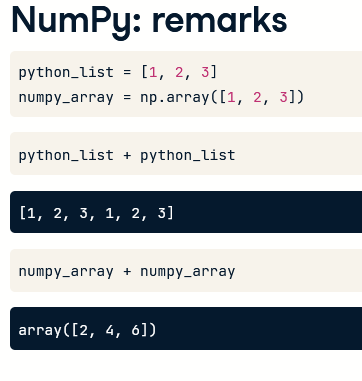 NumPy: remarks
python_list = [1, 2, 3]
numpy_array = np.array([1, 2, 3])
python_list + python_list
[1, 2, 3, 1, 2, 3]
numpy_array + numpy_array
array([2, 4, 6])